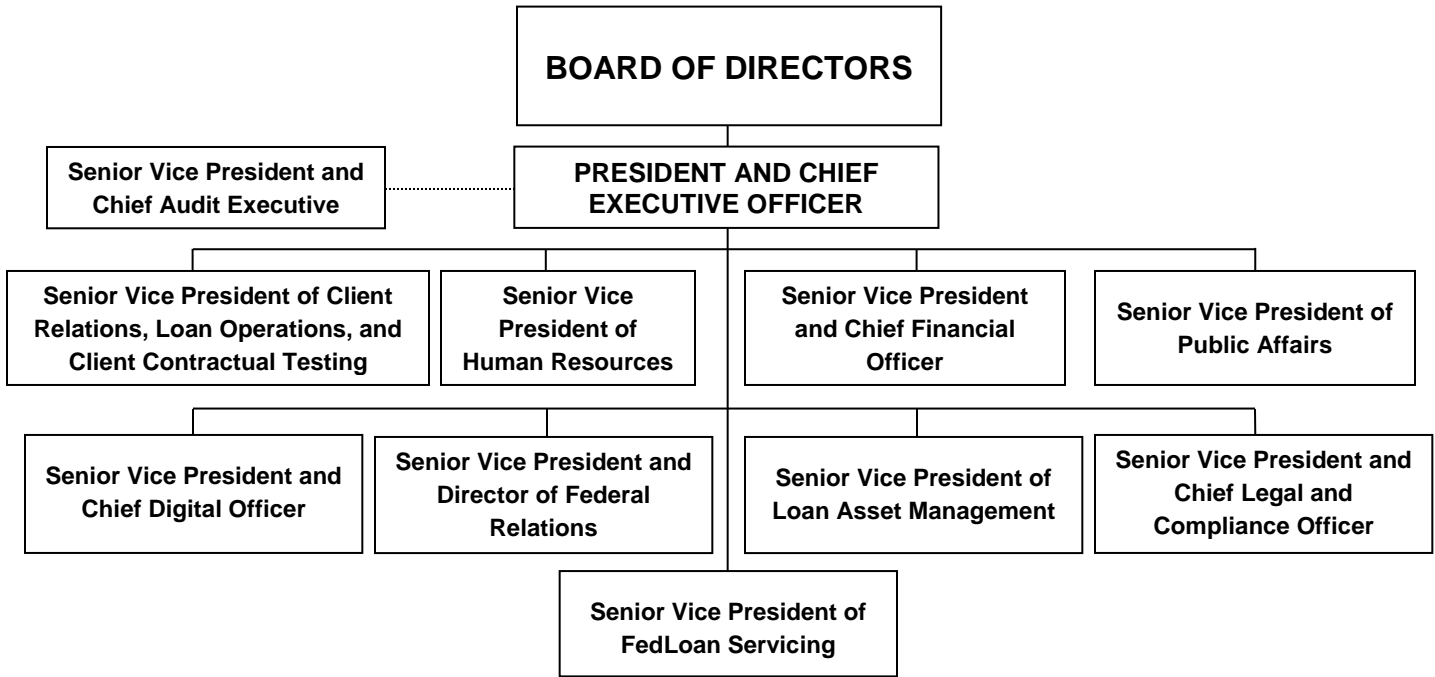 BOARD OF DIRECTORS
Senior Vice President and
Chief Audit Executive
PRESIDENT AND CHIEF
EXECUTIVE OFFICER
Senior Vice President of Client
Relations, Loan Operations, and
Client Contractual Testing
Senior Vice
President of
Human Resources
Senior Vice President
and Chief Financial
Officer
Senior Vice President of
Public Affairs
Senior Vice President and
Chief Digital Officer
Senior Vice President and
Director of Federal
Relations
Senior Vice President of
Loan Asset Management
Senior Vice President and
Chief Legal and
Compliance Officer
Senior Vice President of
FedLoan Servicing